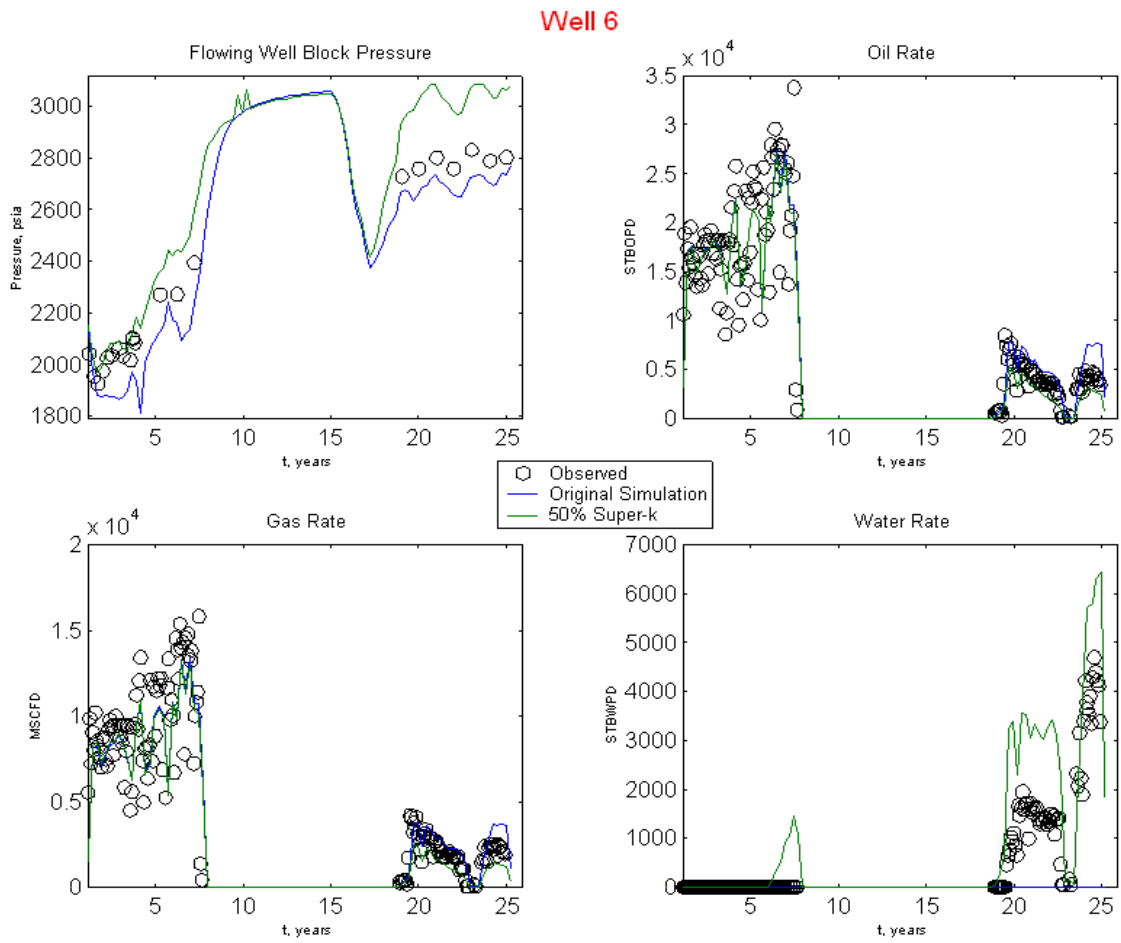 Well 6
Flowing Well Block Pressure
3000
2800
2600
2400
2200
2000
1800
Pressure, psia
5 10 15 20 25
t, years
x 10^4 Oil Rate
3.5
3
2.5
2
1.5
1
0.5
0
STBOPD
5 10 15 20 25
t, years
Observed
Original Simulation
50% Super-k
x 10^4 Gas Rate
2
1.5
1
0.5
0
MSCFD
5 10 15 20 25
t, years
Water Rate
7000
6000
5000
4000
3000
2000
1000
0
STBWPD
5 10 15 20 25
t, years